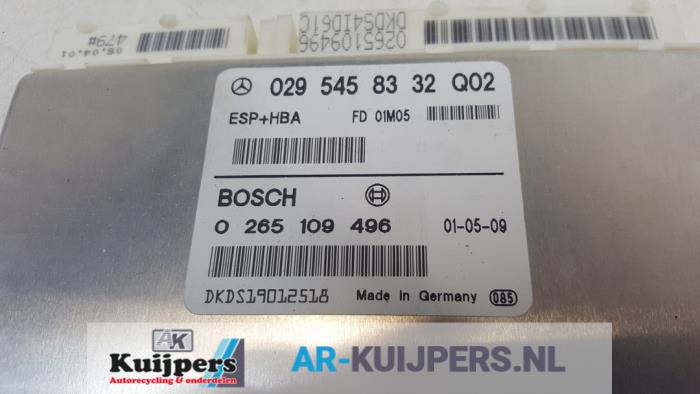 05.04.01
479#
0265109496
DKDS4ID61C
029 545 83 32 Q02
ESP+HBA FD 01M05
BOSCH
0 265 109 496 01-05-09
DKDS19012518 Made In Germany 085
AK
Kuijpers
Autorecycling & onderdelen
AR-KUIJPERS.NL